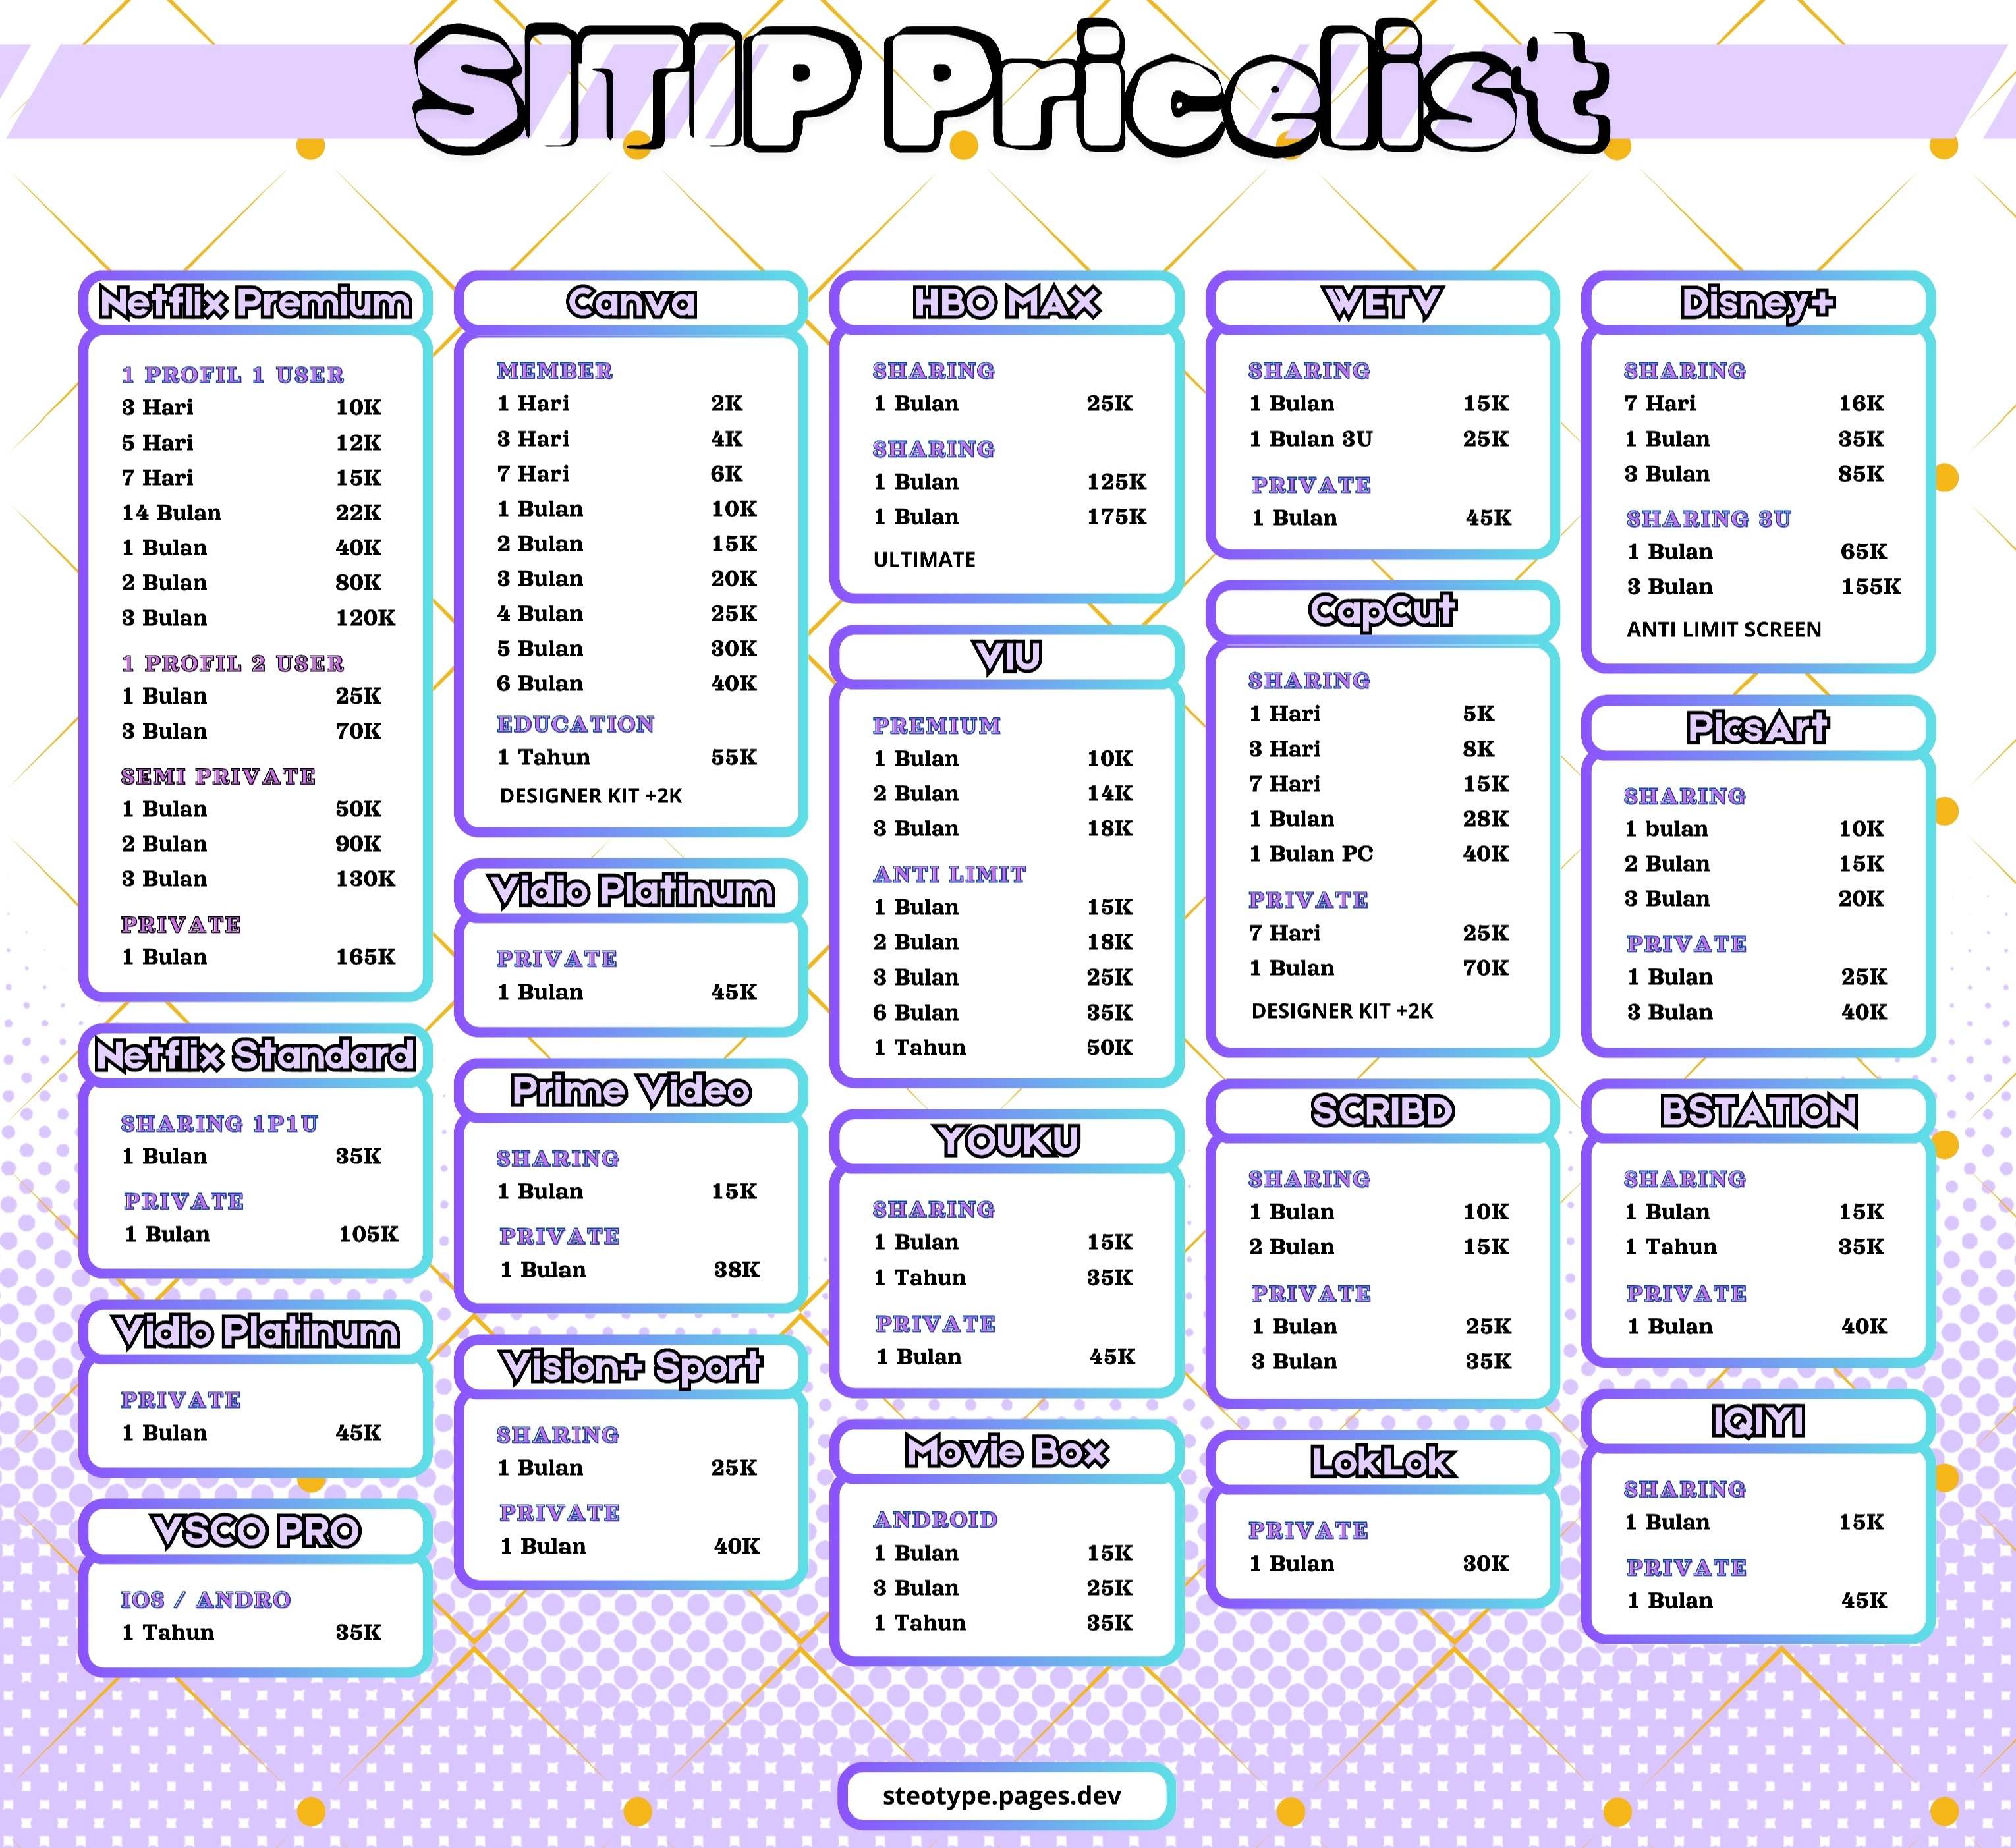 SITIP Pricelist
Netflix Premium
1 PROFIL 1 USER
3 Hari 10K
5 Hari 12K
7 Hari 15K
14 Bulan 22K
1 Bulan 40K
2 Bulan 80K
3 Bulan 120K
1 PROFIL 2 USER
1 Bulan 25K
3 Bulan 70K
SEMI PRIVATE
1 Bulan 50K
2 Bulan 90K
3 Bulan 130K
PRIVATE
1 Bulan 165K
Netflix Standard
SHARING 1P1U
1 Bulan 35K
PRIVATE
1 Bulan 105K
Vidio Platinum
PRIVATE
1 Bulan 45K
VSCO PRO
IOS / ANDRO
1 Tahun 35K
Canva
MEMBER
1 Hari 2K
3 Hari 4K
7 Hari 6K
1 Bulan 10K
2 Bulan 15K
3 Bulan 20K
4 Bulan 25K
5 Bulan 30K
6 Bulan 40K
EDUCATION
1 Tahun 55K
DESIGNER KIT +2K
Vidio Platinum
PRIVATE
1 Bulan 45K
Prime Video
SHARING
1 Bulan 15K
PRIVATE
1 Bulan 38K
Vision+ Sport
SHARING
1 Bulan 25K
PRIVATE
1 Bulan 40K
HBO MAX
SHARING
1 Bulan 25K
SHARING
1 Bulan 125K
1 Bulan 175K
ULTIMATE
VIU
PREMIUM
1 Bulan 10K
2 Bulan 14K
3 Bulan 18K
ANTI LIMIT
1 Bulan 15K
2 Bulan 18K
3 Bulan 25K
6 Bulan 35K
1 Tahun 50K
YOUKU
SHARING
1 Bulan 15K
1 Tahun 35K
PRIVATE
1 Bulan 45K
Movie Box
ANDROID
1 Bulan 15K
3 Bulan 25K
1 Tahun 35K
WETV
SHARING
1 Bulan 15K
1 Bulan 3U 25K
PRIVATE
1 Bulan 45K
CapCut
SHARING
1 Hari 5K
3 Hari 8K
7 Hari 15K
1 Bulan 28K
1 Bulan PC 40K
PRIVATE
7 Hari 25K
1 Bulan 70K
DESIGNER KIT +2K
SCRIBD
SHARING
1 Bulan 10K
2 Bulan 15K
PRIVATE
1 Bulan 25K
3 Bulan 35K
LokLok
PRIVATE
1 Bulan 30K
Disney+
SHARING
7 Hari 16K
1 Bulan 35K
3 Bulan 85K
SHARING 3U
1 Bulan 65K
3 Bulan 155K
ANTI LIMIT SCREEN
PicsArt
SHARING
1 bulan 10K
2 Bulan 15K
3 Bulan 20K
PRIVATE
1 Bulan 25K
3 Bulan 40K
BSTATION
SHARING
1 Bulan 15K
1 Tahun 35K
PRIVATE
1 Bulan 40K
IQIYI
SHARING
1 Bulan 15K
PRIVATE
1 Bulan 45K
steotype.pages.dev